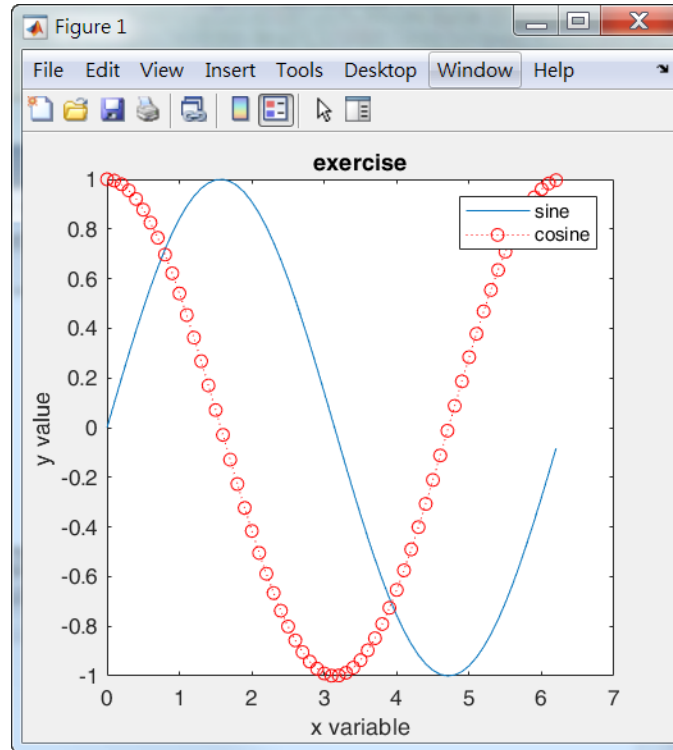 Figure 1
File Edit View Insert Tools Desktop Window Help
exercise
sine
cosine
1
0.8
0.6
0.4
0.2
0
-0.2
-0.4
-0.6
-0.8
-1
y value
0 1 2 3 4 5 6 7
x variable